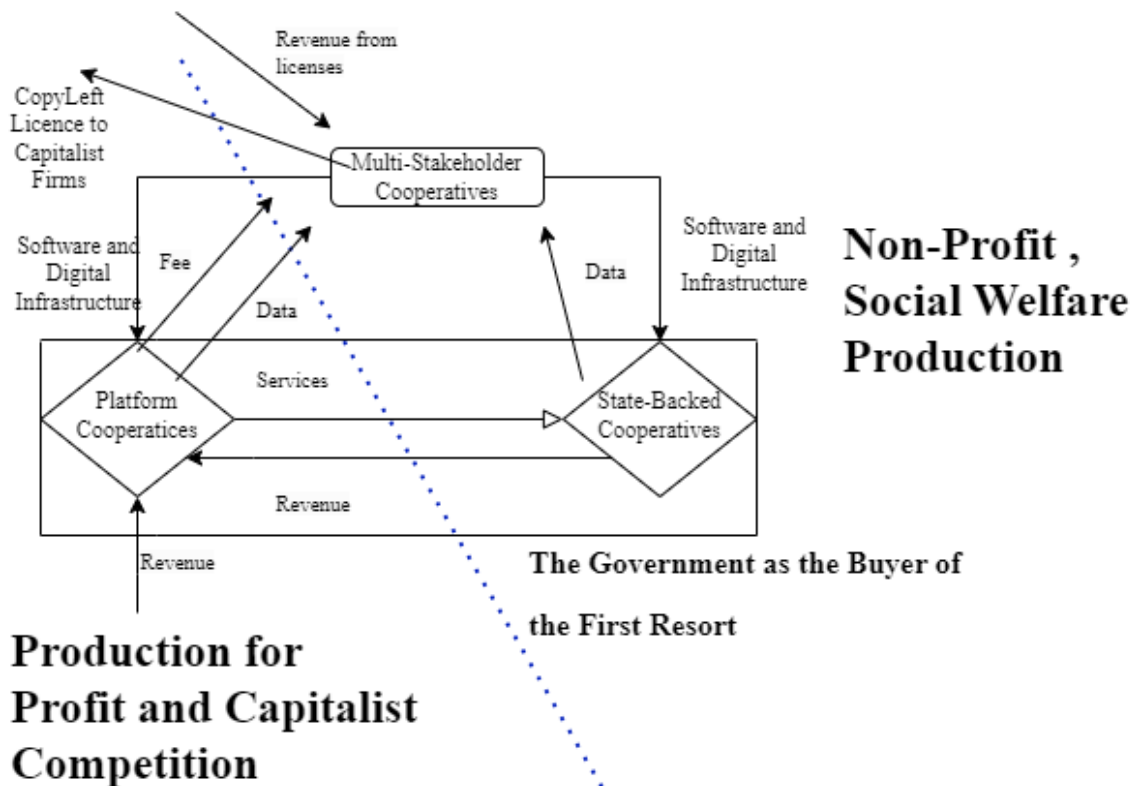 Revenue from
licenses
CopyLeft
Licence to
Capitalist
Firms
Multi-Stakeholder
Cooperatives
Software and
Digital
Infrastructure
Fee
Data
Data
Software and
Digital
Infrastructure
Non-Profit ,
Social Welfare
Production
Platform
Cooperatices
Services
State-Backed
Cooperatives
Revenue
Revenue
The Government as the Buyer of
the First Resort
Production for
Profit and Capitalist
Competition